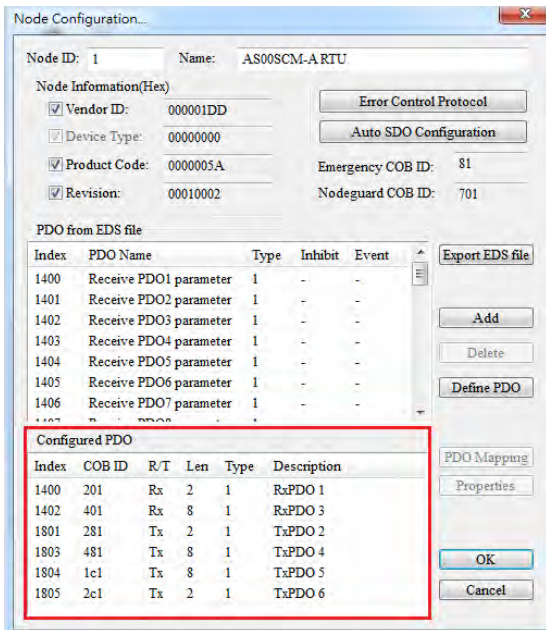 Node Configuration...
Node ID: 1 Name: AS00SCM-ARTU
Node Information(Hex)
Vendor ID: 000001DD
Error Control Protocol
Device Type: 00000000
Auto SDO Configuration
Product Code: 0000005A
Emergency COB ID: 81
Revision: 00010002
Nodeguard COB ID: 701
PDO from EDS file
Index PDO Name Type Inhibit Event
Export EDS file
1400 Receive PDO1 parameter 1 - -
1401 Receive PDO2 parameter 1 - -
1402 Receive PDO3 parameter 1 - -
Add
1403 Receive PDO4 parameter 1 - -
1404 Receive PDO5 parameter 1 - -
Delete
1405 Receive PDO6 parameter 1 - -
1406 Receive PDO7 parameter 1 - -
Define PDO
Configured PDO
PDO Mapping
Index COB ID R/T Len Type Description
Properties
1400 201 Rx 2 1 RxPDO 1
1402 401 Rx 8 1 RxPDO 3
1801 281 Tx 2 1 TxPDO 2
1803 481 Tx 8 1 TxPDO 4
OK
1804 1c1 Tx 8 1 TxPDO 5
1805 2c1 Tx 2 1 TxPDO 6
Cancel